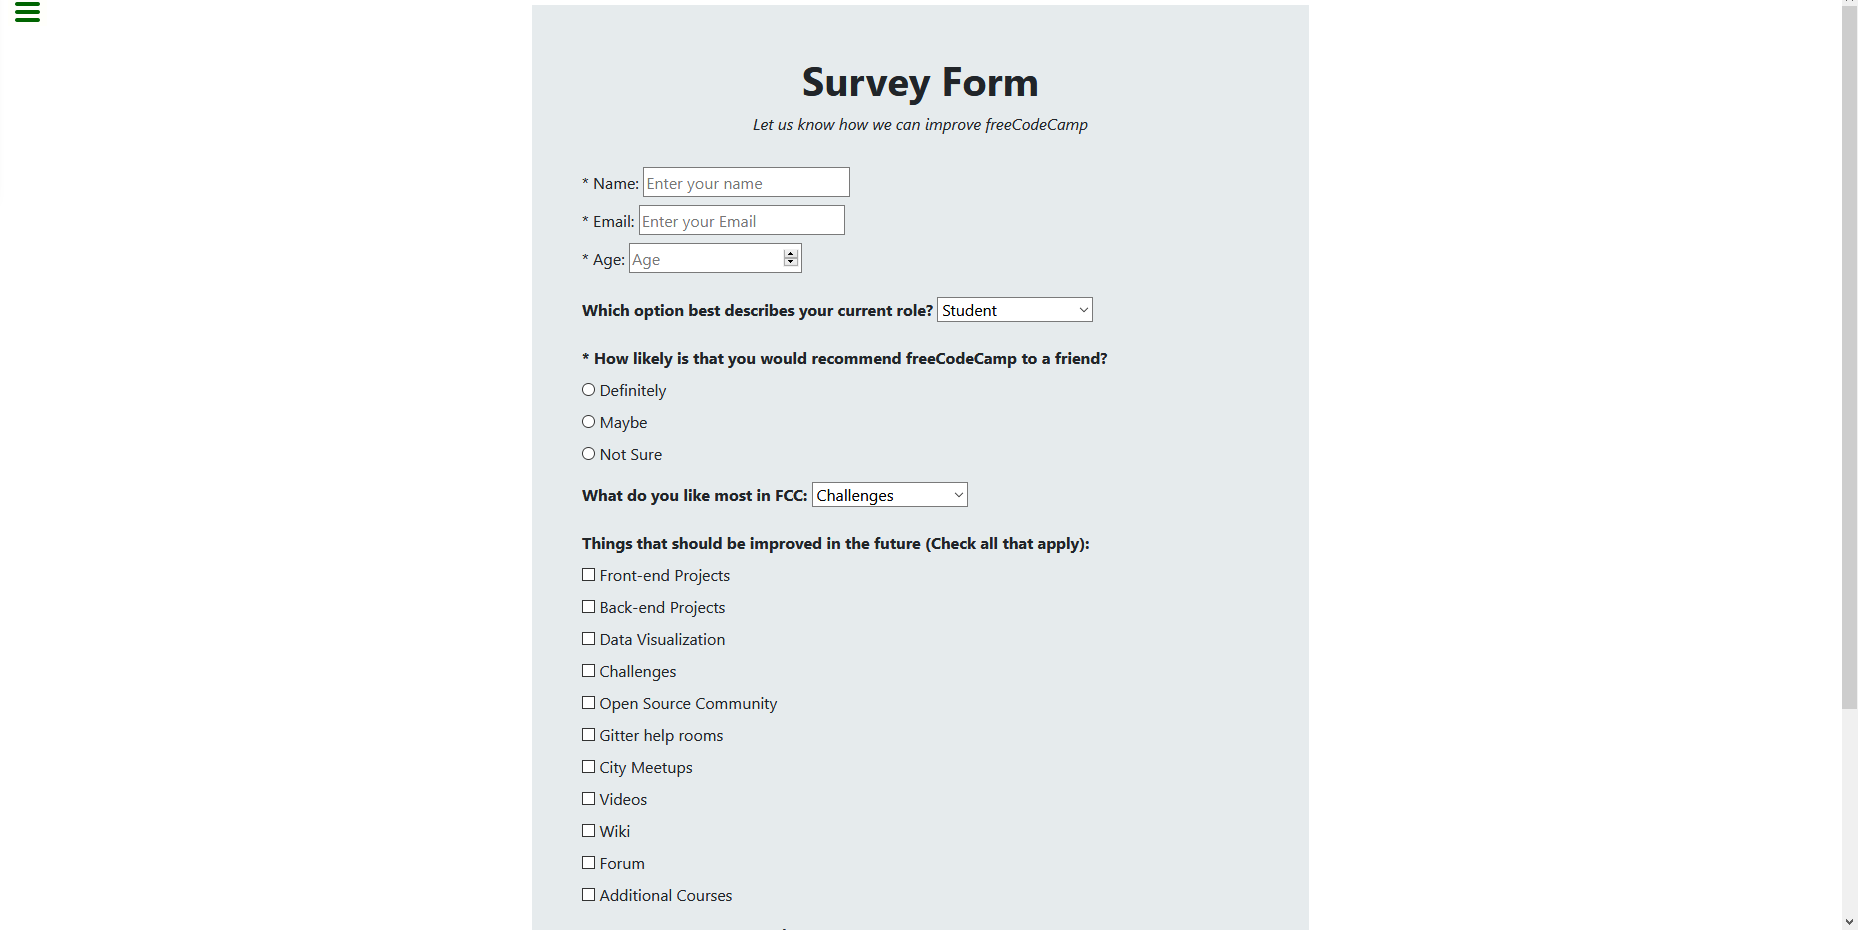 Survey Form
Let us know how we can improve freeCodeCamp
* Name: Enter your name
* Email: Enter your Email
* Age: Age
Which option best describes your current role? Student
* How likely is that you would recommend freeCodeCamp to a friend?
Definitely
Maybe
Not Sure
What do you like most in FCC: Challenges
Things that should be improved in the future (Check all that apply):
Front-end Projects
Back-end Projects
Data Visualization
Challenges
Open Source Community
Gitter help rooms
City Meetups
Videos
Wiki
Forum
Additional Courses